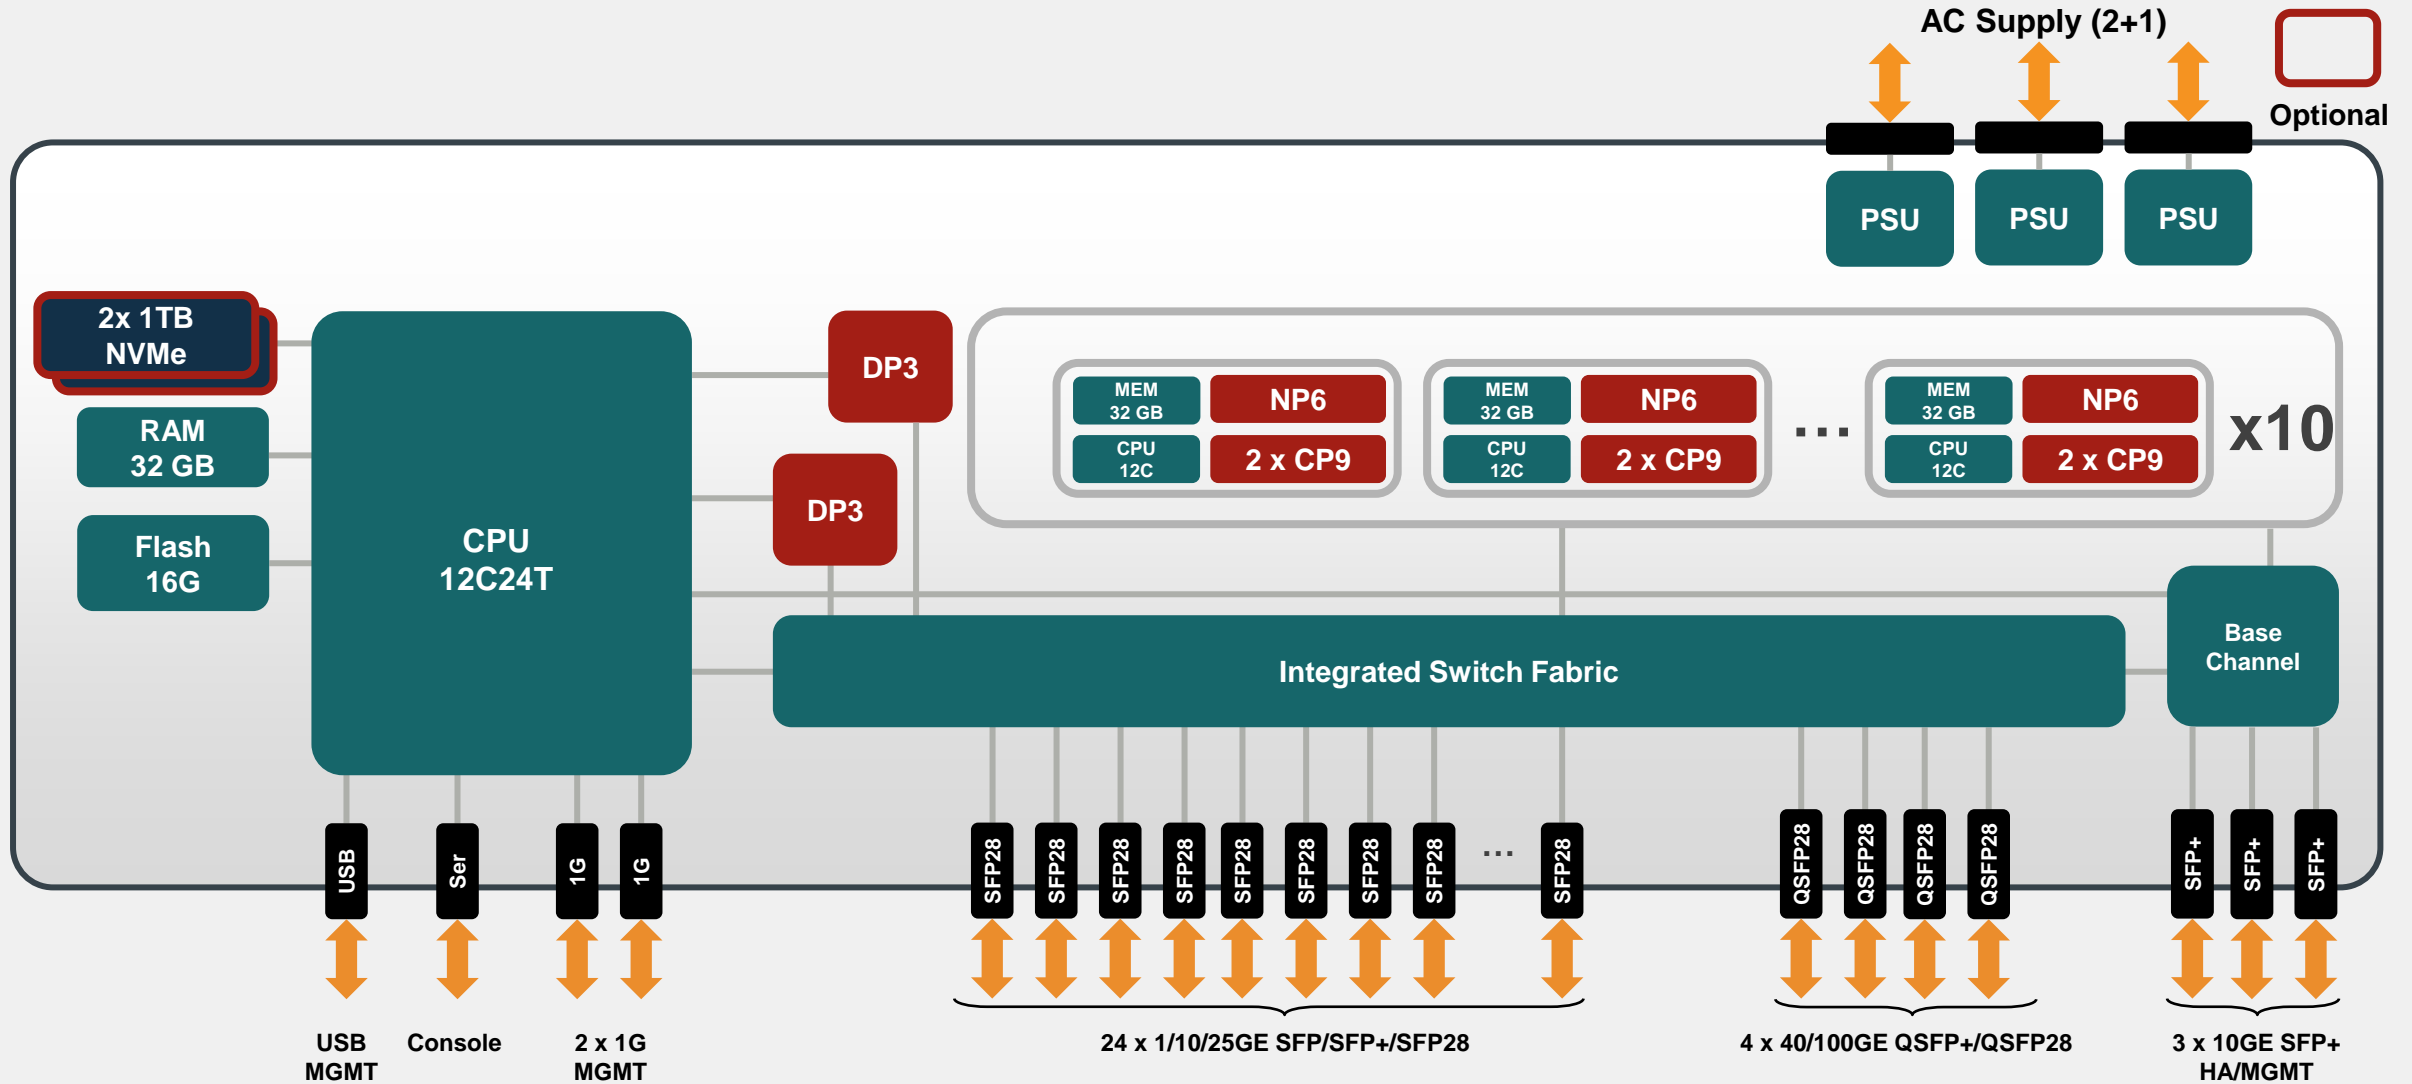 AC Supply (2+1)
Optional
PSU
PSU
PSU
2x 1TB
NVMe
RAM
32 GB
Flash
16G
CPU
12C24T
DP3
DP3
MEM
32 GB
NP6
CPU
12C
2 x CP9
MEM
32 GB
NP6
CPU
12C
2 x CP9
...
MEM
32 GB
NP6
CPU
12C
2 x CP9
x10
Integrated Switch Fabric
Base
Channel
USB
Ser
1G
1G
SFP28
SFP28
SFP28
SFP28
SFP28
SFP28
SFP28
SFP28
...
SFP28
QSFP28
QSFP28
QSFP28
QSFP28
SFP+
SFP+
SFP+
USB
MGMT
Console
2 x 1G
MGMT
24 x 1/10/25GE SFP/SFP+/SFP28
4 x 40/100GE QSFP+/QSFP28
3 x 10GE SFP+
HA/MGMT